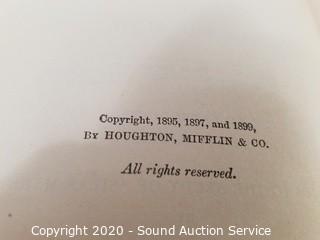 Copyright, 1895, 1897, and 1899,
By HOUGHTON, MIFFLIN & CO.
All rights reserved.
Copyright 2020 - Sound Auction Service